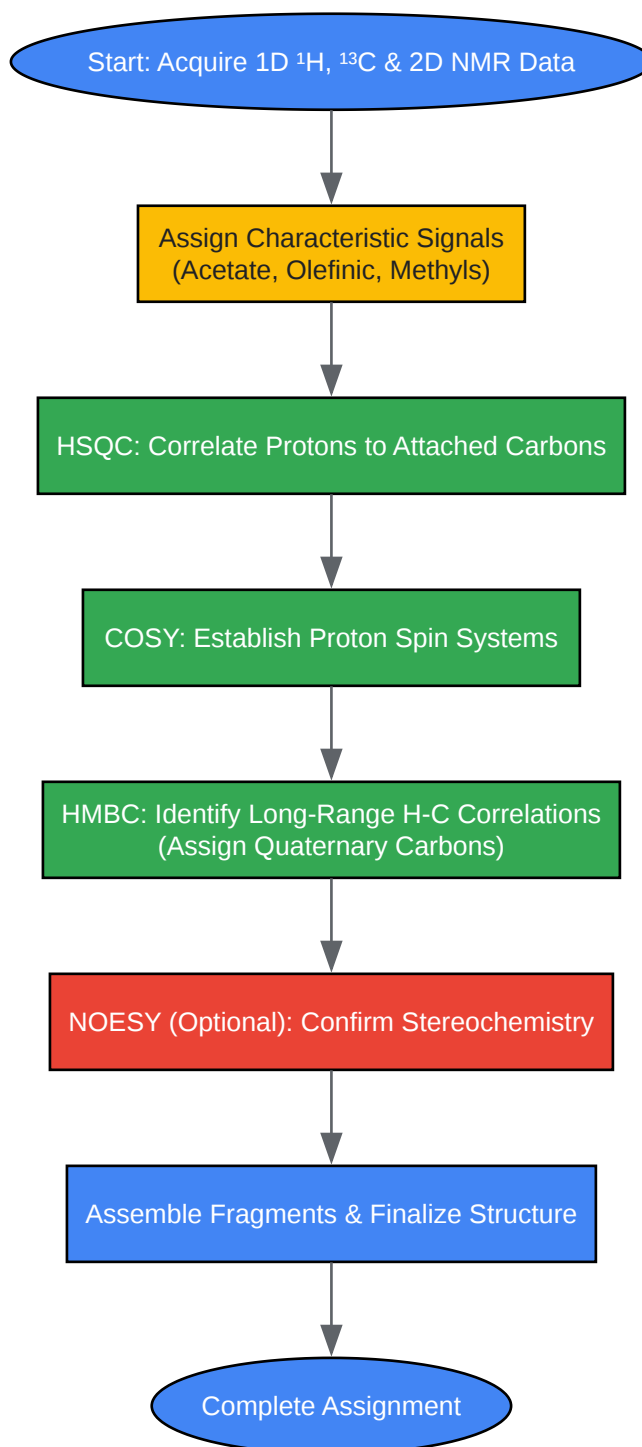 Start: Acquire 1D ¹H, ¹³C & 2D NMR Data
Assign Characteristic Signals
(Acetate, Olefinic, Methyls)
HSQC: Correlate Protons to Attached Carbons
COSY: Establish Proton Spin Systems
HMBC: Identify Long-Range H-C Correlations
(Assign Quaternary Carbons)
NOESY (Optional): Confirm Stereochemistry
Assemble Fragments & Finalize Structure
Complete Assignment